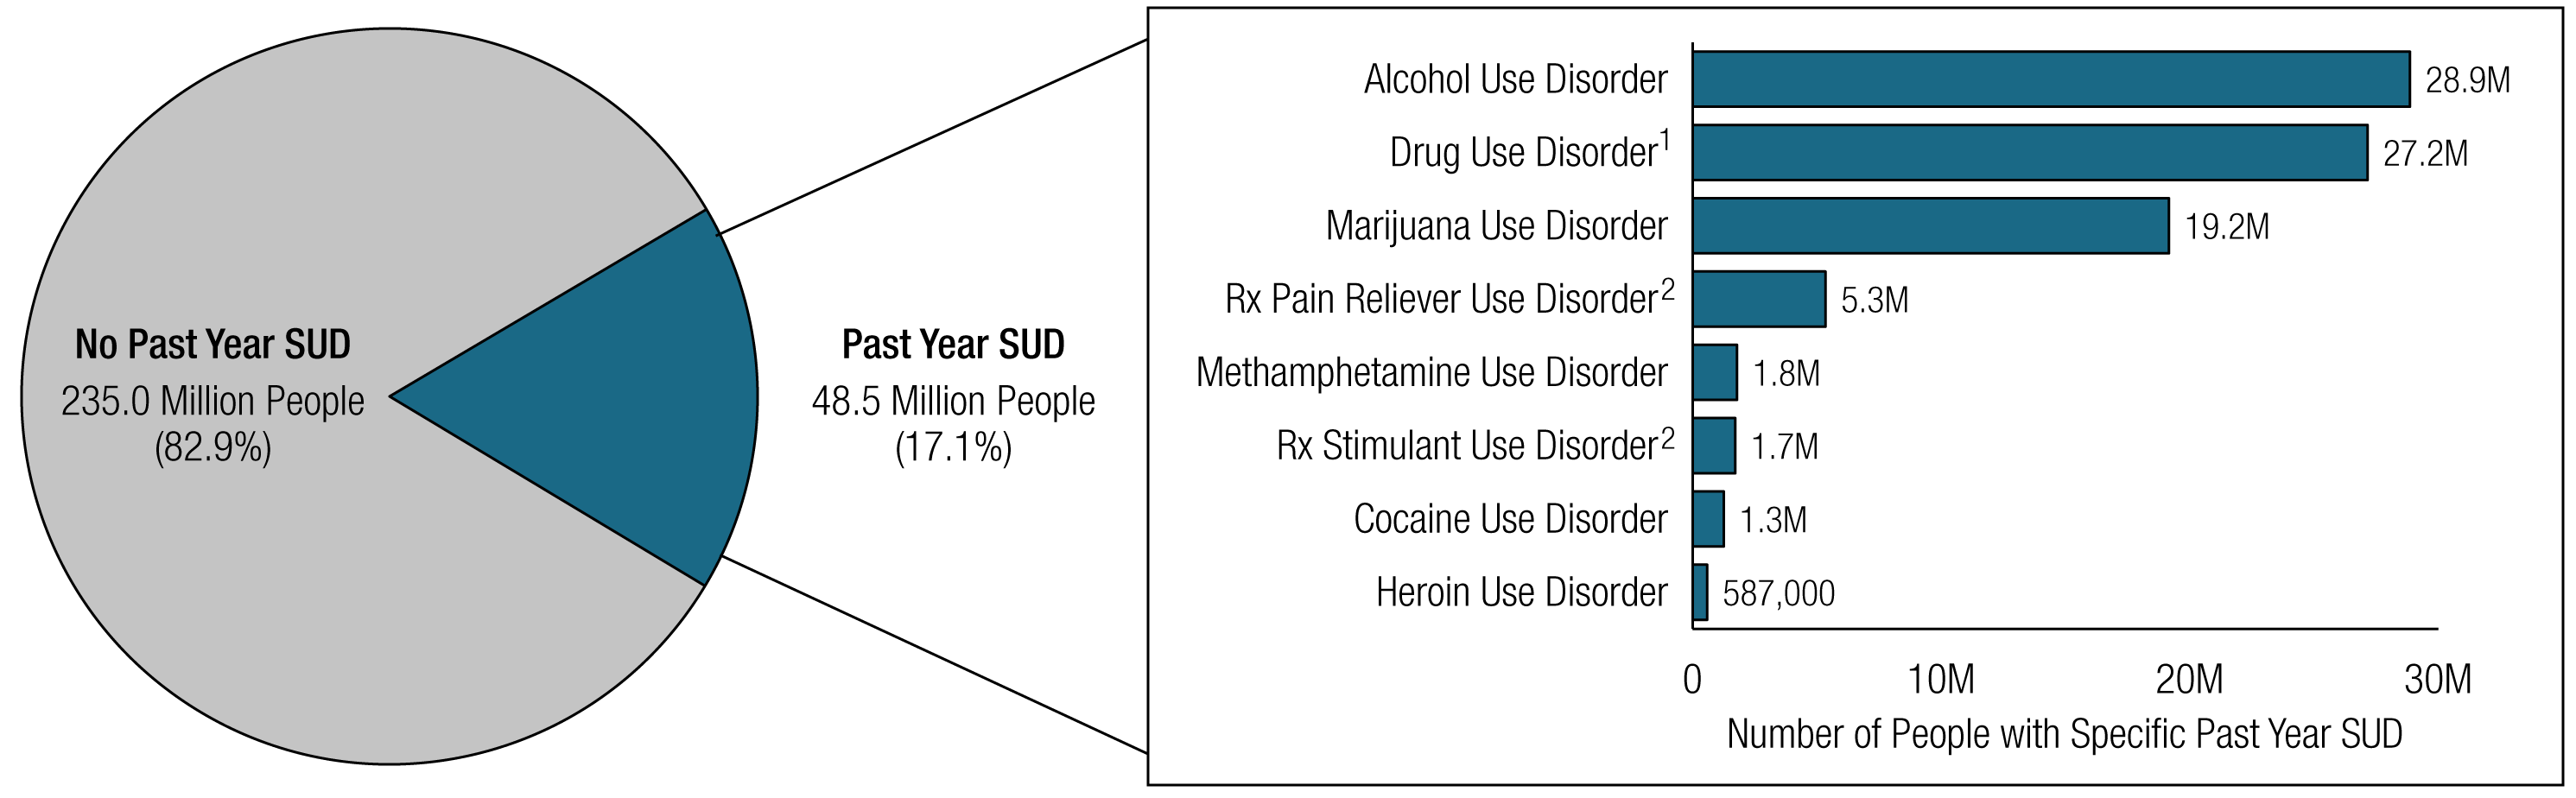 No Past Year SUD
235.0 Million People
(82.9%)
Past Year SUD
48.5 Million People
(17.1%)
Alcohol Use Disorder 28.9M
Drug Use Disorder¹ 27.2M
Marijuana Use Disorder 19.2M
Rx Pain Reliever Use Disorder² 5.3M
Methamphetamine Use Disorder 1.8M
Rx Stimulant Use Disorder² 1.7M
Cocaine Use Disorder 1.3M
Heroin Use Disorder 587,000
0 10M 20M 30M
Number of People with Specific Past Year SUD